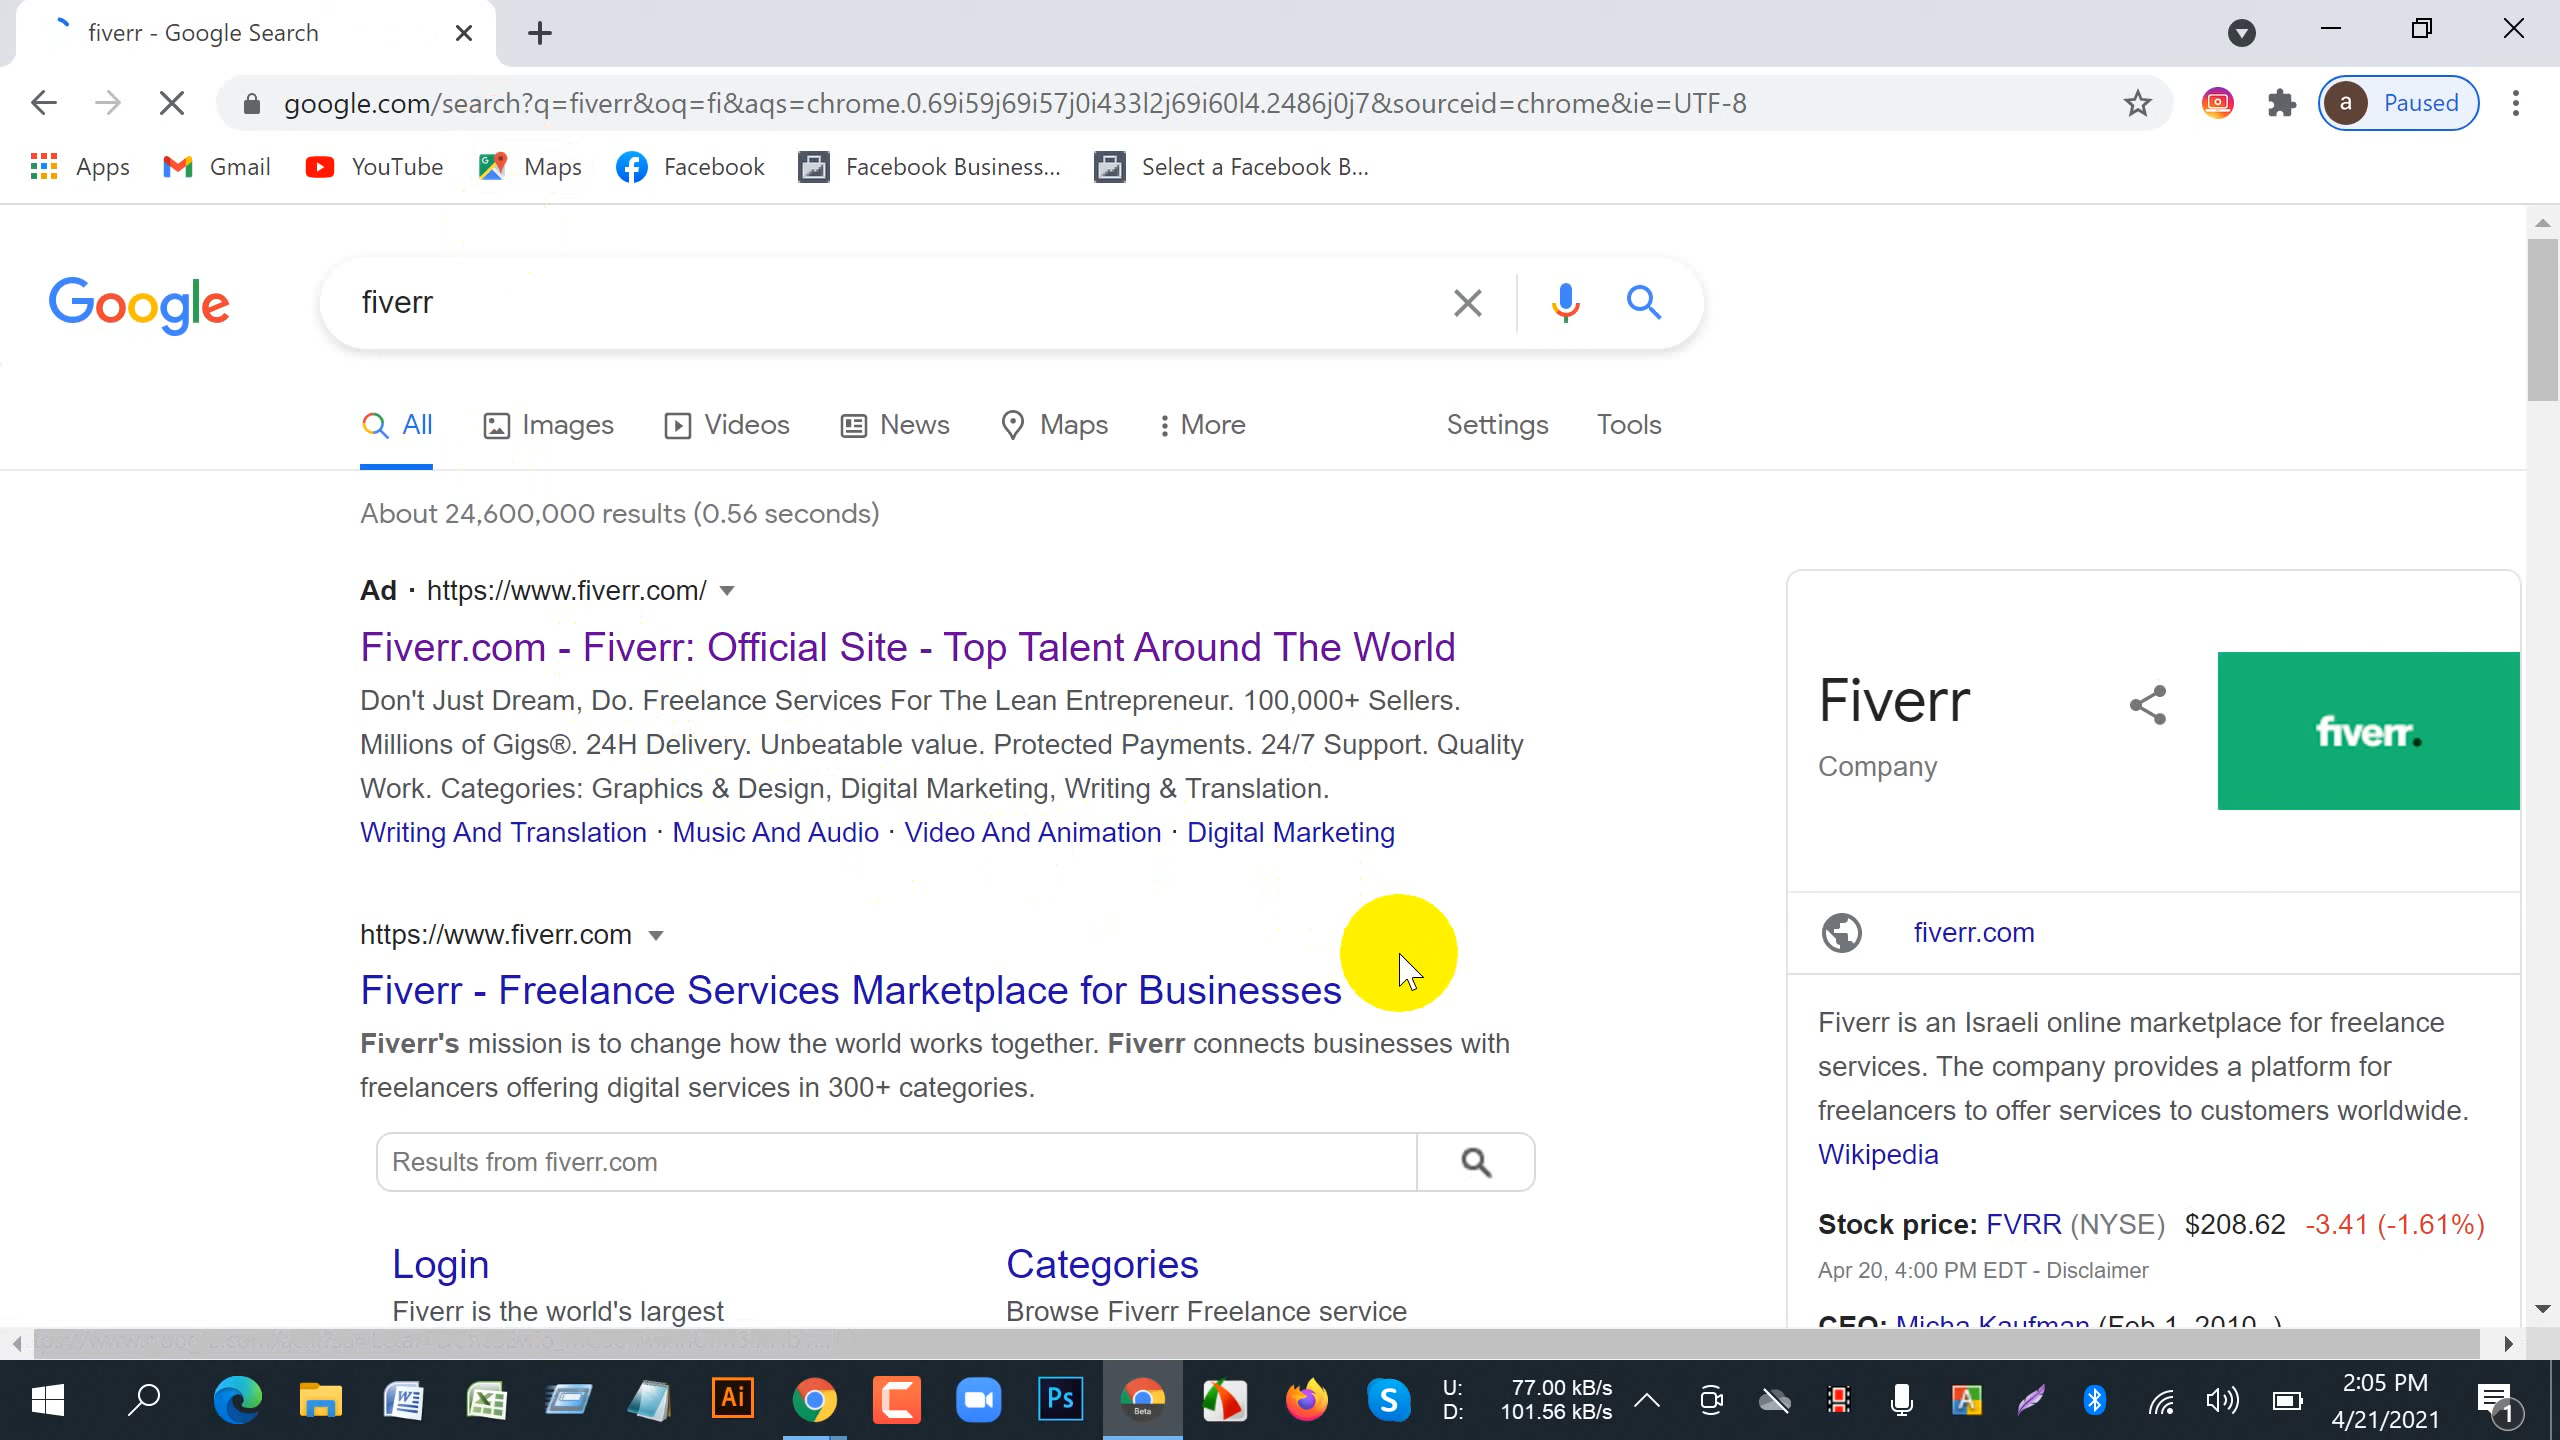 fiverr - Google Search
google.com/search?q=fiverr&oq=fi&aqs=chrome.0.69i59j69i57j0i433l2j69i60l4.2486j0j7&sourceid=chrome&ie=UTF-8
a Paused
Apps Gmail YouTube Maps Facebook Facebook Business... Select a Facebook B...
Google
fiverr
All Images Videos News Maps More Settings Tools
About 24,600,000 results (0.56 seconds)
Ad · https://www.fiverr.com/
Fiverr.com - Fiverr: Official Site - Top Talent Around The World
Don't Just Dream, Do. Freelance Services For The Lean Entrepreneur. 100,000+ Sellers.
Millions of Gigs®. 24H Delivery. Unbeatable value. Protected Payments. 24/7 Support. Quality
Work. Categories: Graphics & Design, Digital Marketing, Writing & Translation.
Writing And Translation · Music And Audio · Video And Animation · Digital Marketing
https://www.fiverr.com
Fiverr - Freelance Services Marketplace for Businesses
Fiverr's mission is to change how the world works together. Fiverr connects businesses with
freelancers offering digital services in 300+ categories.
Results from fiverr.com
Login
Fiverr is the world's largest
Categories
Browse Fiverr Freelance service
Fiverr
Company
fiverr.
fiverr.com
Fiverr is an Israeli online marketplace for freelance
services. The company provides a platform for
freelancers to offer services to customers worldwide.
Wikipedia
Stock price: FVRR (NYSE) $208.62 -3.41 (-1.61%)
Apr 20, 4:00 PM EDT - Disclaimer
CEO: Micha Kaufman (Feb 1, 2010–)
Ai
Ps
Beta
U: 77.00 kB/s
D: 101.56 kB/s
2:05 PM
4/21/2021
1